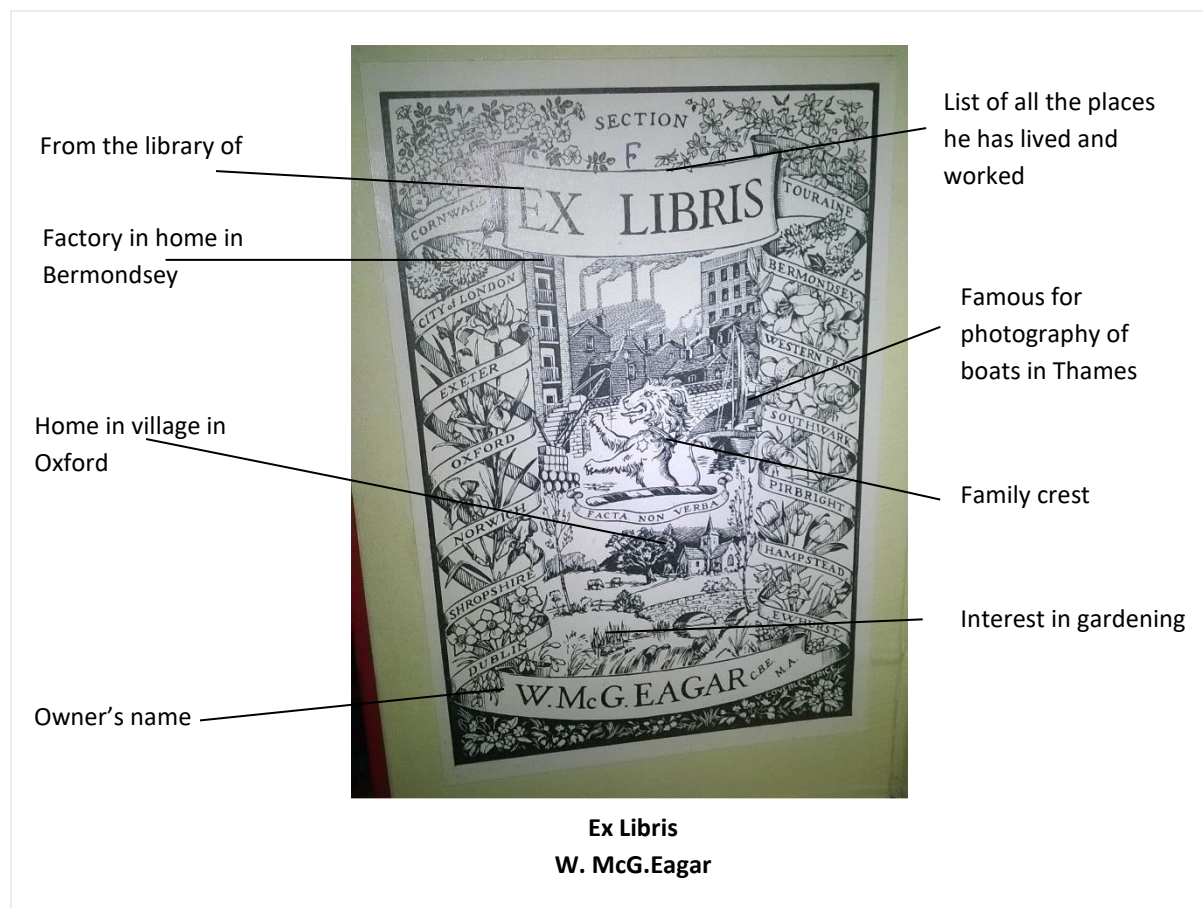 From the library of
Factory in home in
Bermondsey
Home in village in
Oxford
Owner’s name
SECTION
F
EX LIBRIS
CORNWALL
CITY of LONDON
EXETER
OXFORD
NORWICH
SHROPSHIRE
DUBLIN
TOURAINE
BERMONDSEY
WESTERN FRONT
SOUTHWARK
PIRBRIGHT
HAMPSTEAD
EWHURST
FACTA NON VERBA
W. McG. EAGAR C.B.E. M.A.
COVERLEY PRICE
List of all the places
he has lived and
worked
Famous for
photography of
boats in Thames
Family crest
Interest in gardening
Ex Libris
W. McG.Eagar